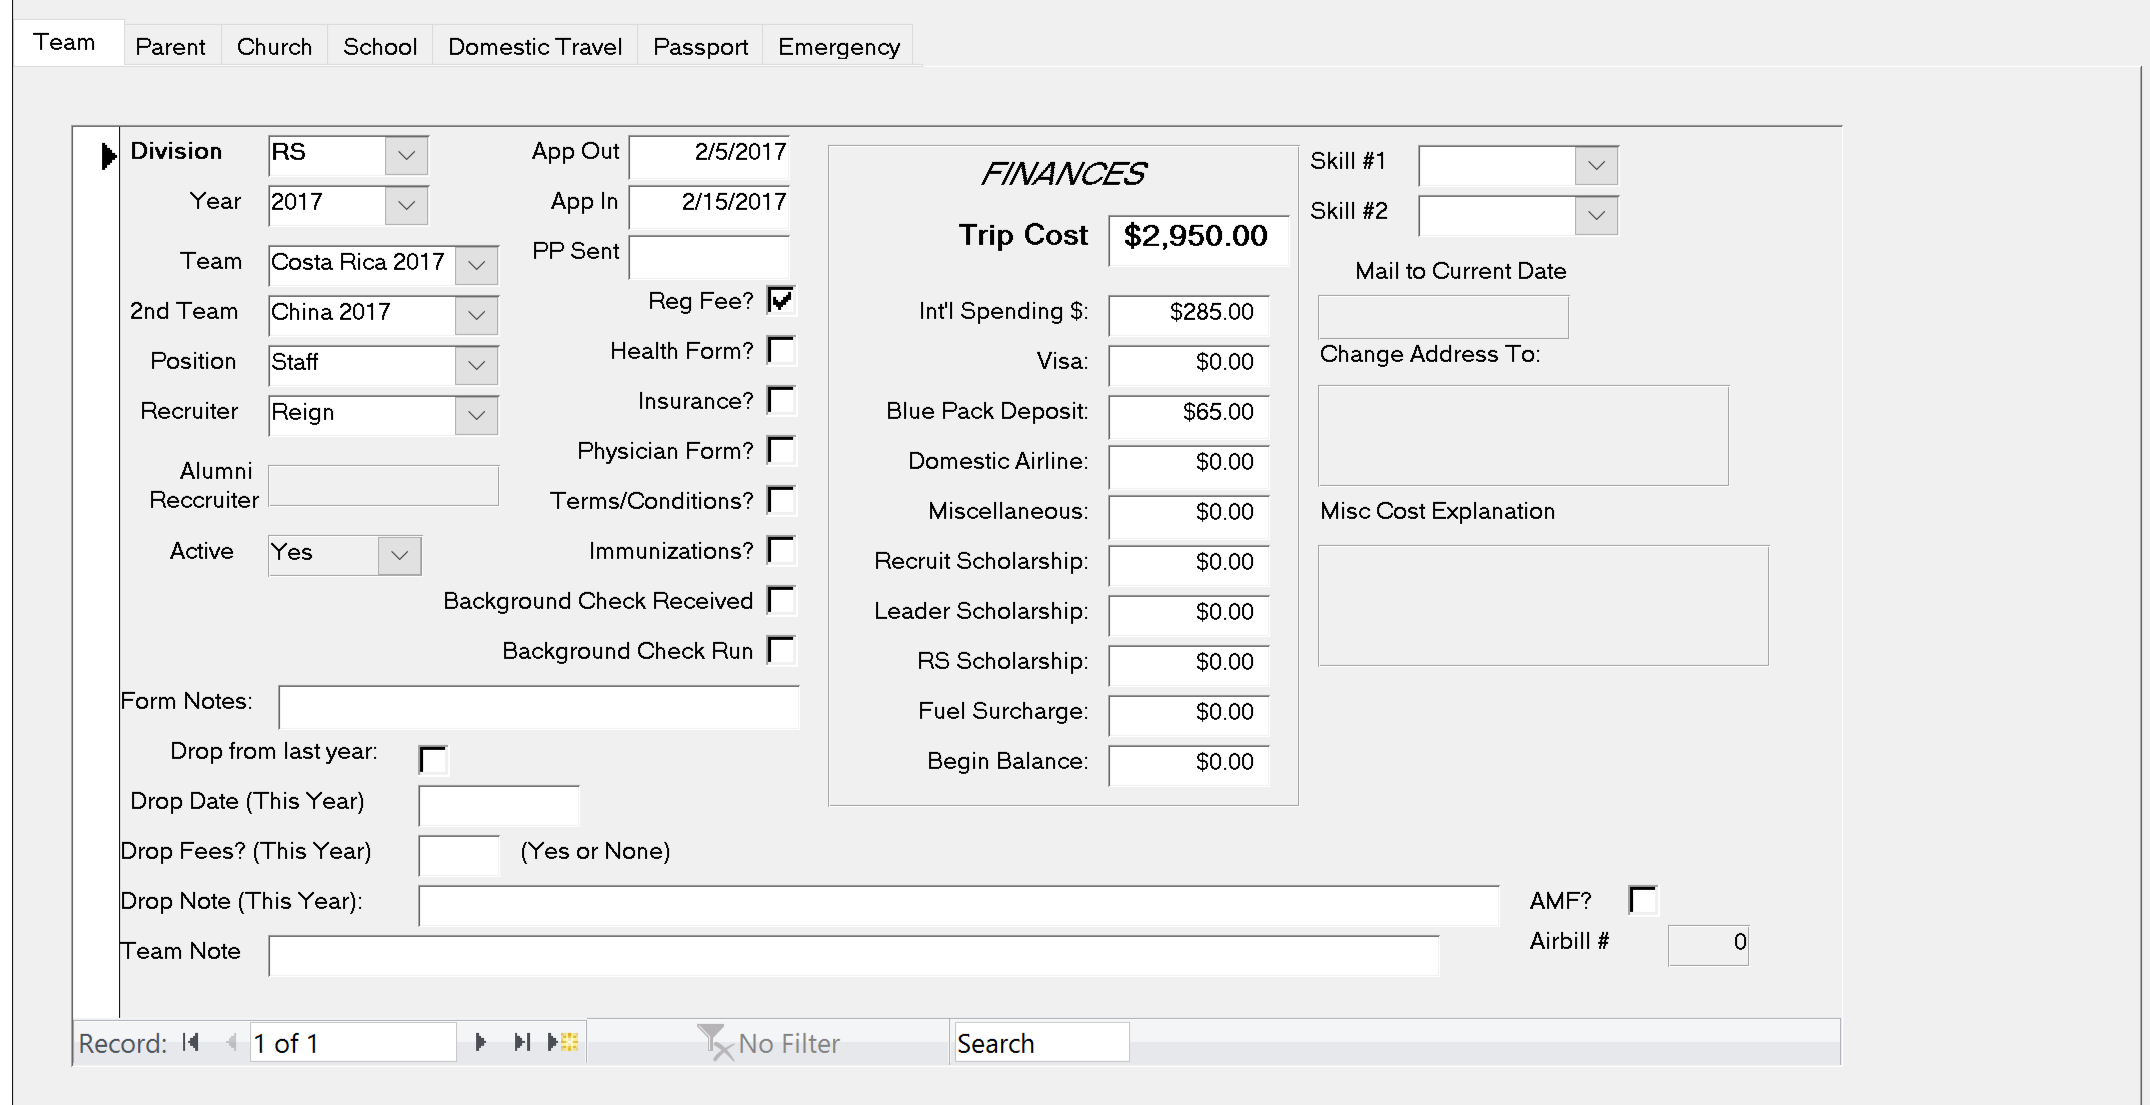 Team Parent Church School Domestic Travel Passport Emergency
Division RS
Year 2017
Team Costa Rica 2017
2nd Team China 2017
Position Staff
Recruiter Reign
Alumni
Reccruiter
Active Yes
App Out 2/5/2017
App In 2/15/2017
PP Sent
Reg Fee?
Health Form?
Insurance?
Physician Form?
Terms/Conditions?
Immunizations?
Background Check Received
Background Check Run
Form Notes:
Drop from last year:
Drop Date (This Year)
Drop Fees? (This Year) (Yes or None)
Drop Note (This Year):
Team Note
FINANCES
Trip Cost $2,950.00
Int'l Spending $: $285.00
Visa: $0.00
Blue Pack Deposit: $65.00
Domestic Airline: $0.00
Miscellaneous: $0.00
Recruit Scholarship: $0.00
Leader Scholarship: $0.00
RS Scholarship: $0.00
Fuel Surcharge: $0.00
Begin Balance: $0.00
Skill #1
Skill #2
Mail to Current Date
Change Address To:
Misc Cost Explanation
AMF?
Airbill # 0
Record: 1 of 1 No Filter Search